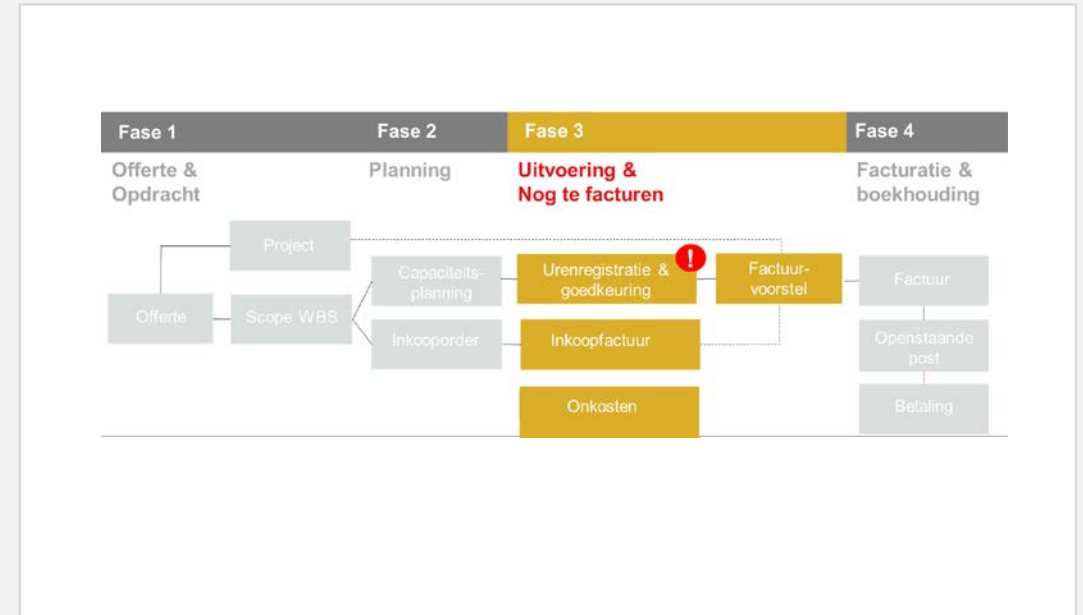 Fase 1
Fase 2
Fase 3
Fase 4
Offerte &
Opdracht
Planning
Uitvoering &
Nog te facturen
Facturatie &
boekhouding
Project
Capaciteits-
planning
Urenregistratie &
goedkeuring
!
Factuur-
voorstel
Factuur
Offerte
Scope WBS
Inkooporder
Inkoopfactuur
Openstaande
post
Onkosten
Betaling